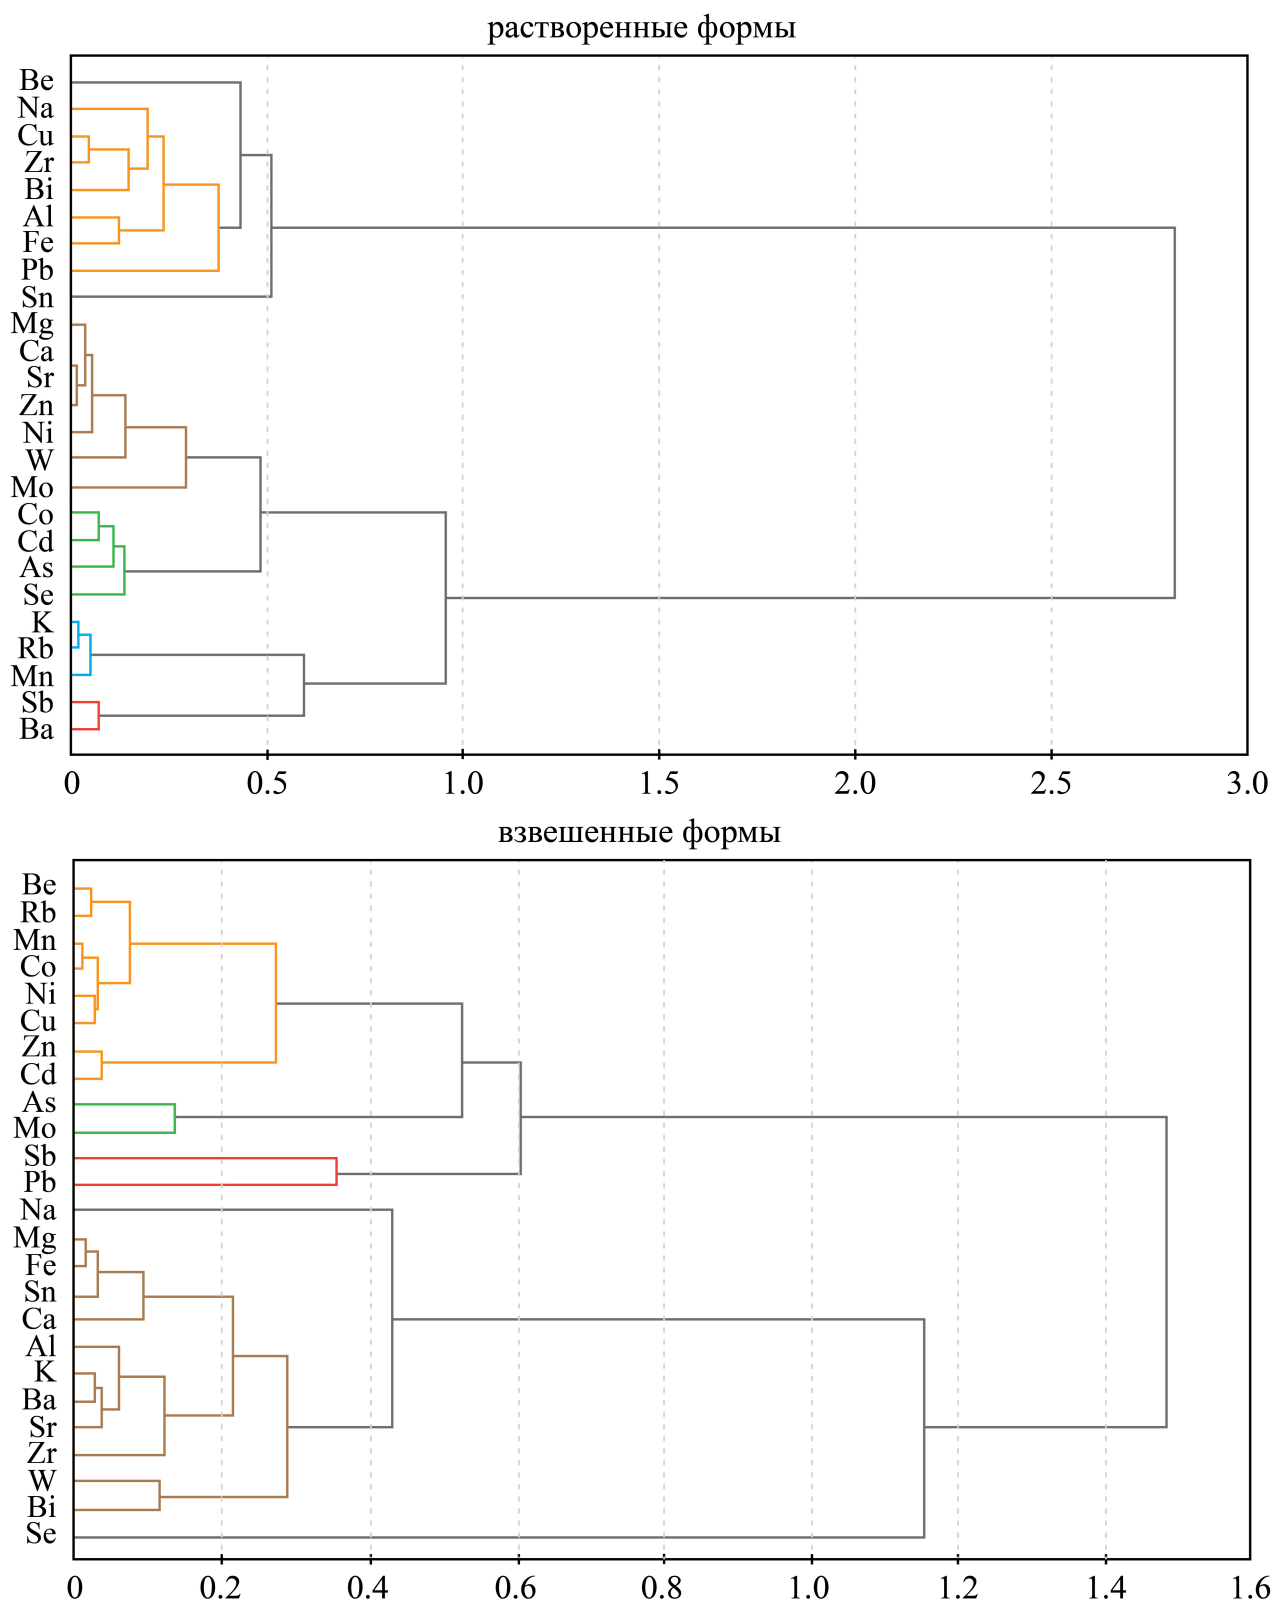 растворенные формы
Be
Na
Cu
Zr
Bi
Al
Fe
Pb
Sn
Mg
Ca
Sr
Zn
Ni
W
Mo
Co
Cd
As
Se
K
Rb
Mn
Sb
Ba
0 0.5 1.0 1.5 2.0 2.5 3.0
взвешенные формы
Be
Rb
Mn
Co
Ni
Cu
Zn
Cd
As
Mo
Sb
Pb
Na
Mg
Fe
Sn
Ca
Al
K
Ba
Sr
Zr
W
Bi
Se
0 0.2 0.4 0.6 0.8 1.0 1.2 1.4 1.6